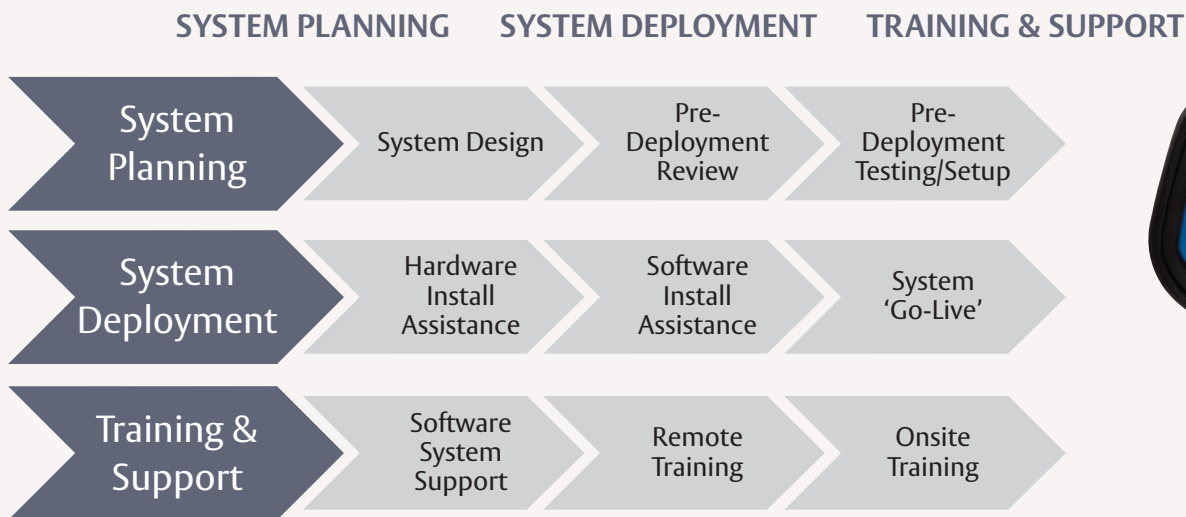 SYSTEM PLANNING SYSTEM DEPLOYMENT TRAINING & SUPPORT
System
Planning
System Design
Pre-
Deployment
Review
Pre-
Deployment
Testing/Setup
System
Deployment
Hardware
Install
Assistance
Software
Install
Assistance
System
‘Go-Live’
Training &
Support
Software
System
Support
Remote
Training
Onsite
Training